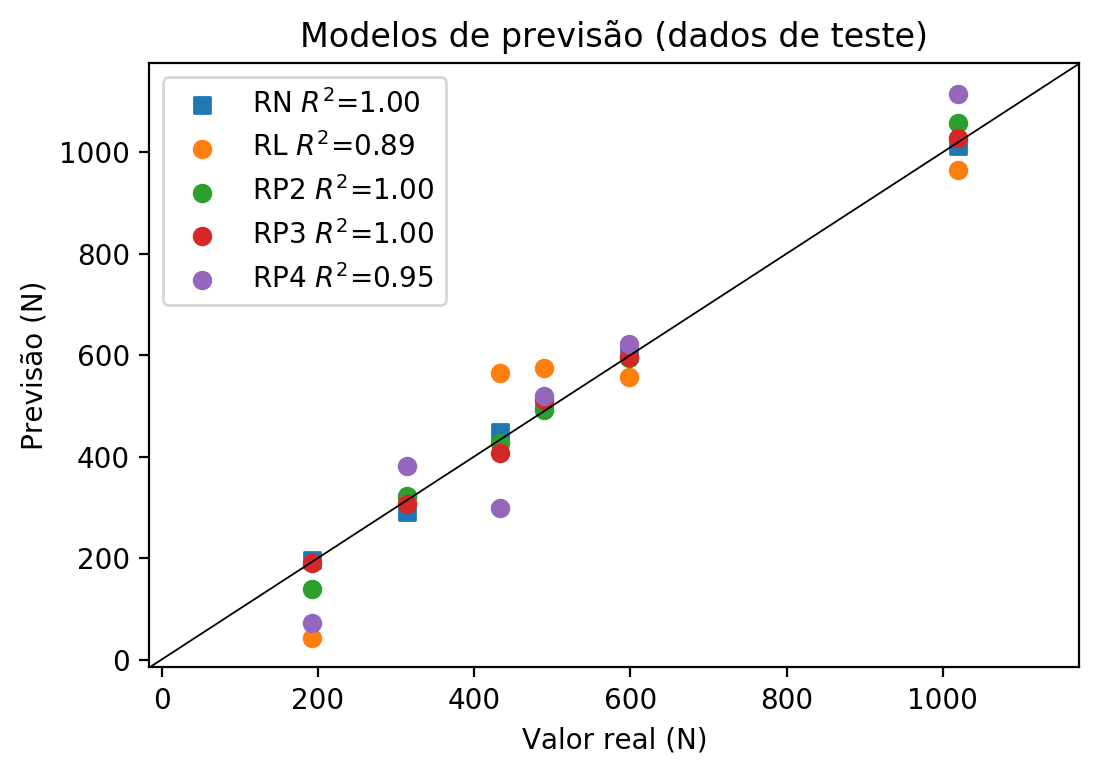 Modelos de previsão (dados de teste)
RN R²=1.00
RL R²=0.89
RP2 R²=1.00
RP3 R²=1.00
RP4 R²=0.95
1000
800
600
400
200
0
Previsão (N)
0 200 400 600 800 1000
Valor real (N)